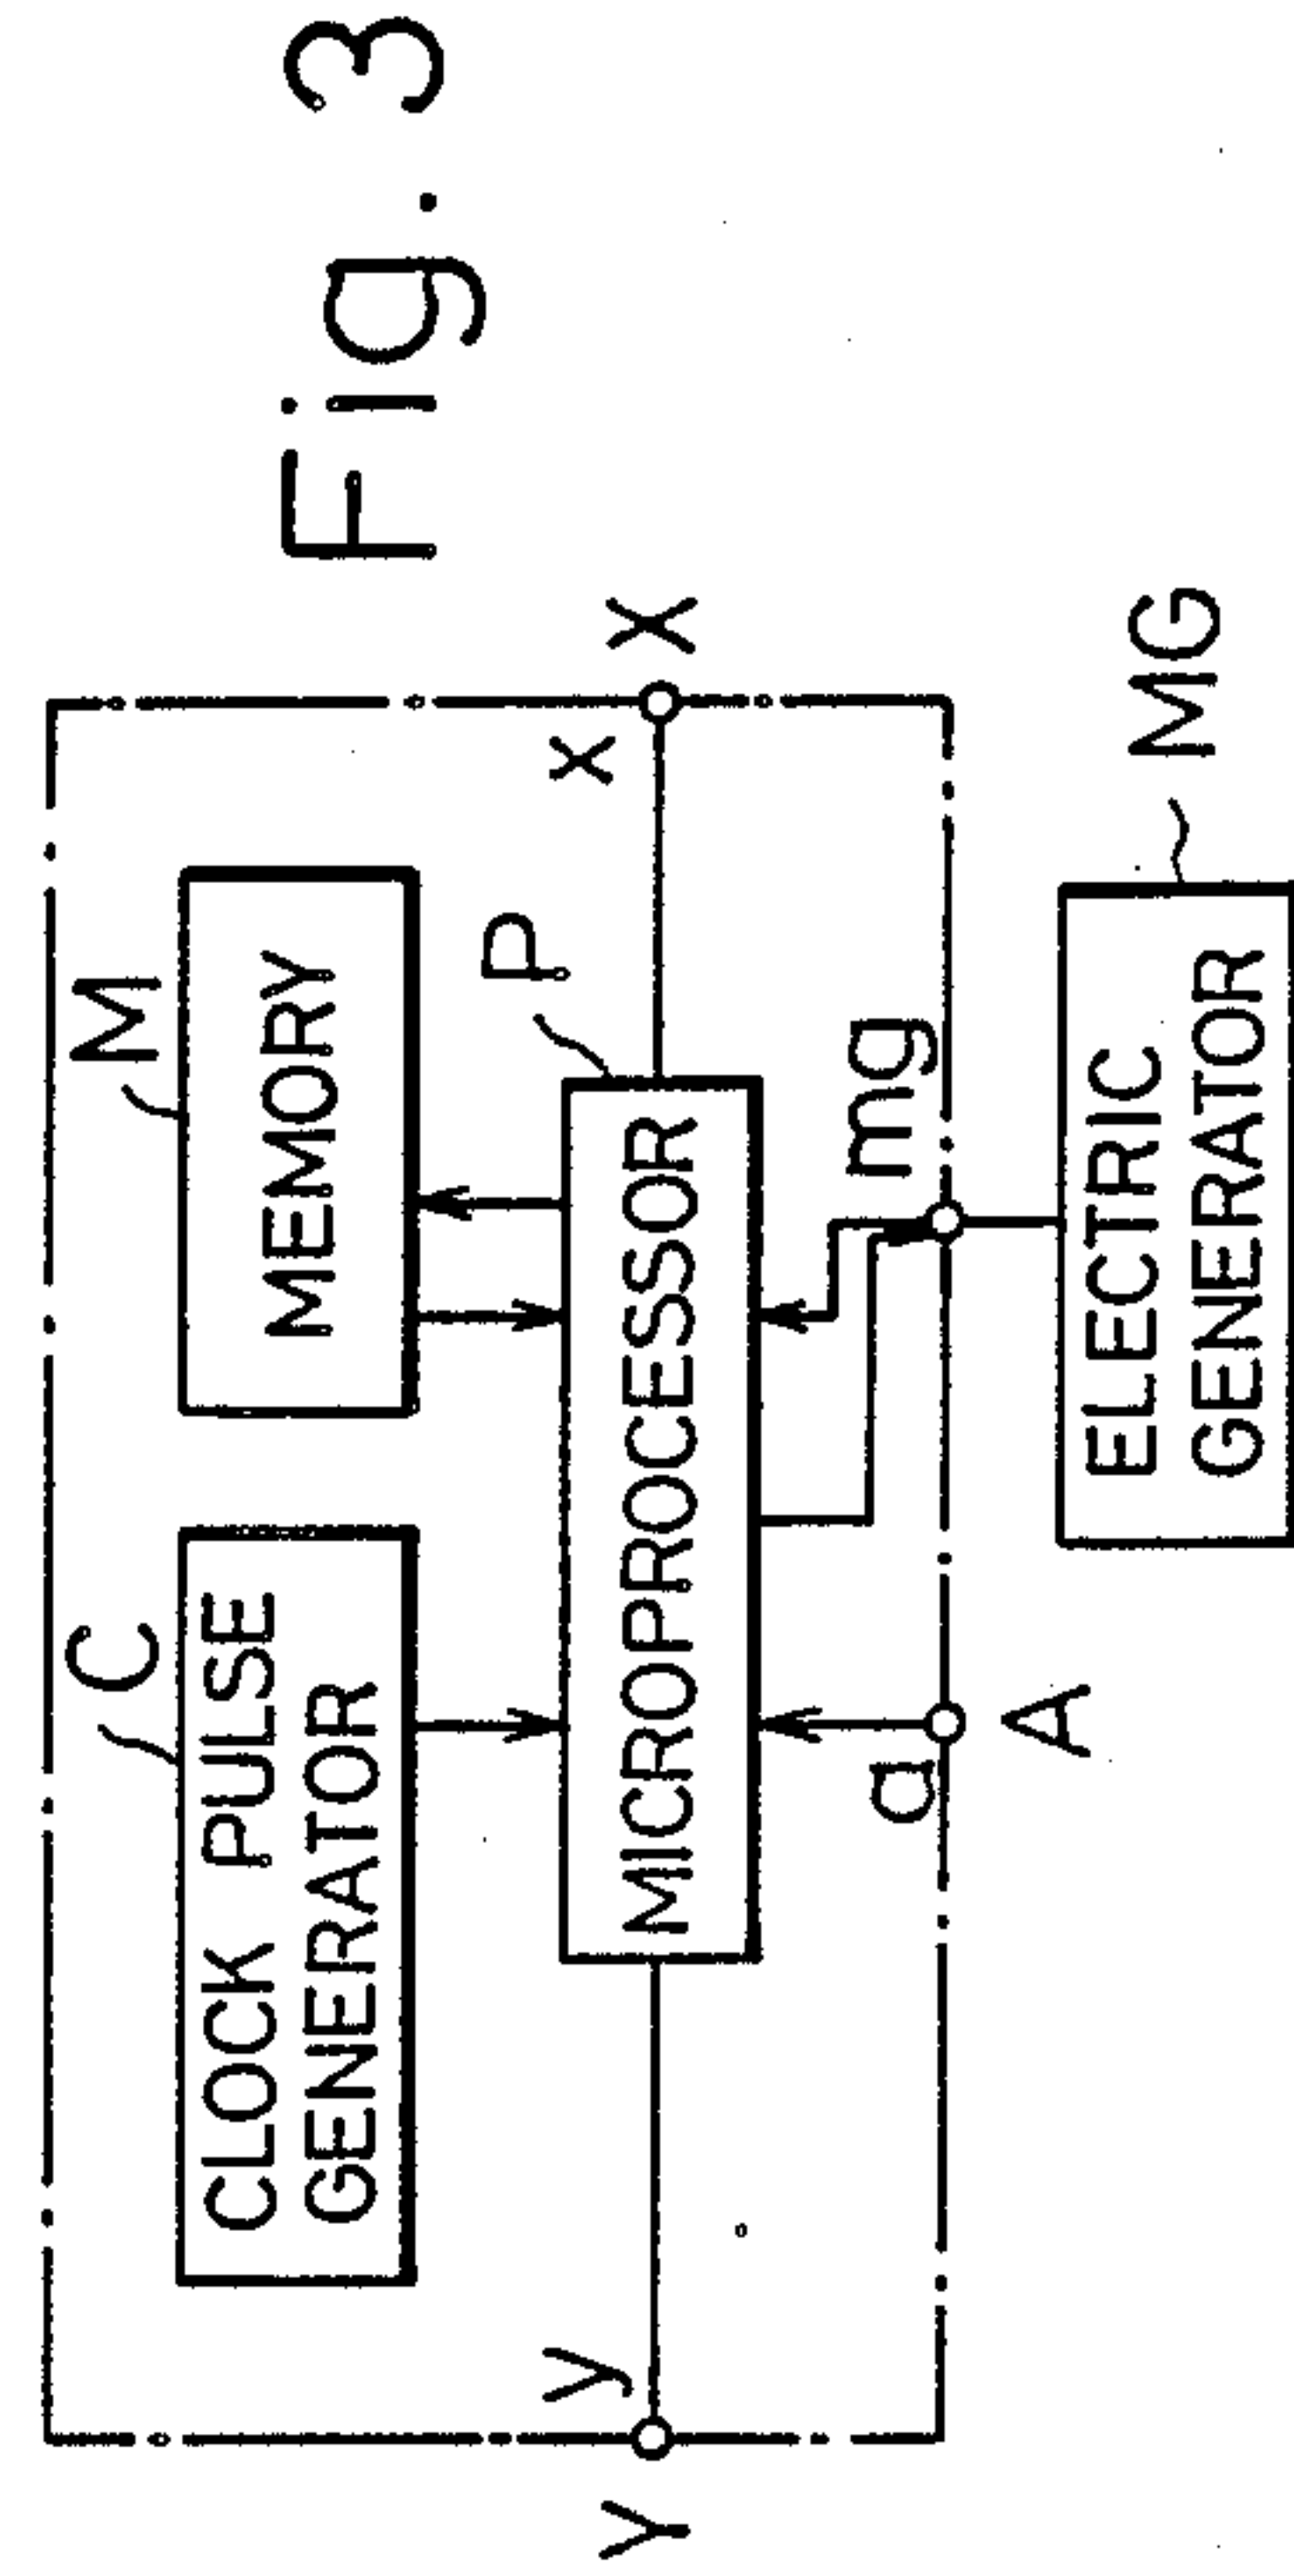 Fig. 3
C
M
CLOCK PULSE
GENERATOR
MEMORY
P
Y
y
MICROPROCESSOR
x
X
a
mg
A
MG
ELECTRIC
GENERATOR